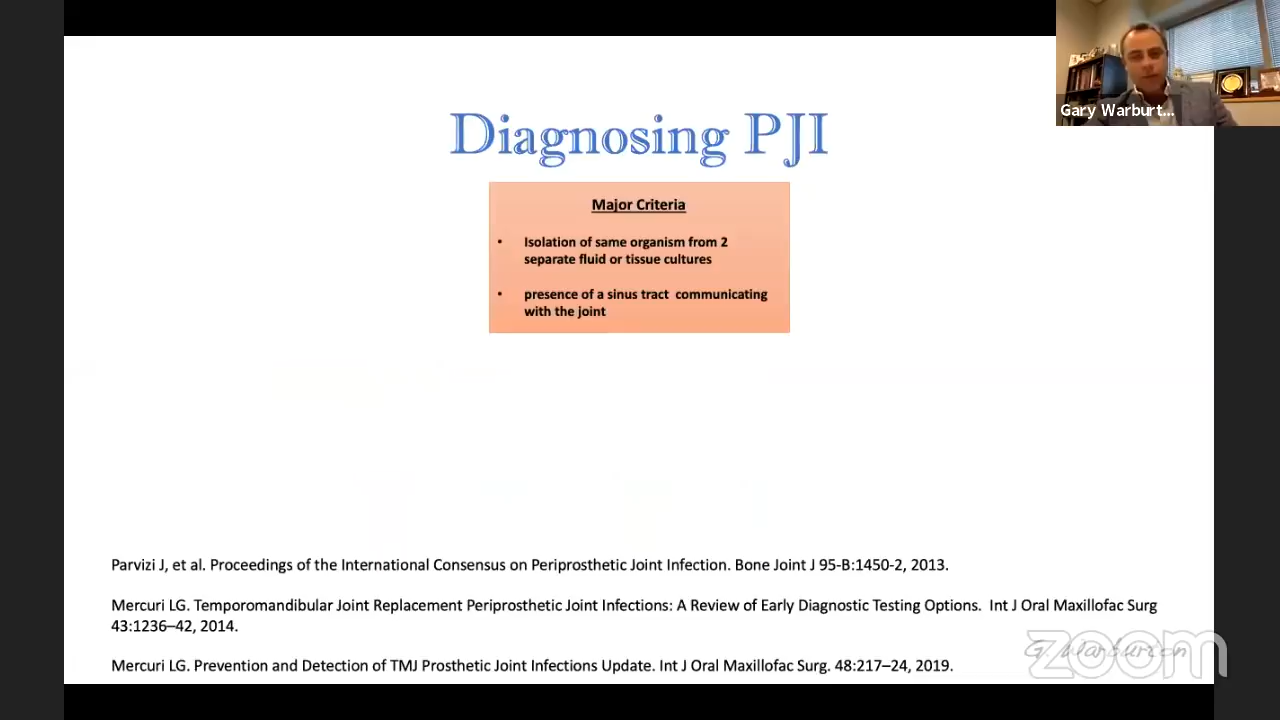 Gary Warburt...
Diagnosing PJI
Major Criteria
• Isolation of same organism from 2
separate fluid or tissue cultures
• presence of a sinus tract communicating
with the joint
Parvizi J, et al. Proceedings of the International Consensus on Periprosthetic Joint Infection. Bone Joint J 95-B:1450-2, 2013.
Mercuri LG. Temporomandibular Joint Replacement Periprosthetic Joint Infections: A Review of Early Diagnostic Testing Options. Int J Oral Maxillofac Surg
43:1236–42, 2014.
Mercuri LG. Prevention and Detection of TMJ Prosthetic Joint Infections Update. Int J Oral Maxillofac Surg. 48:217–24, 2019.
G Warburton
zoom